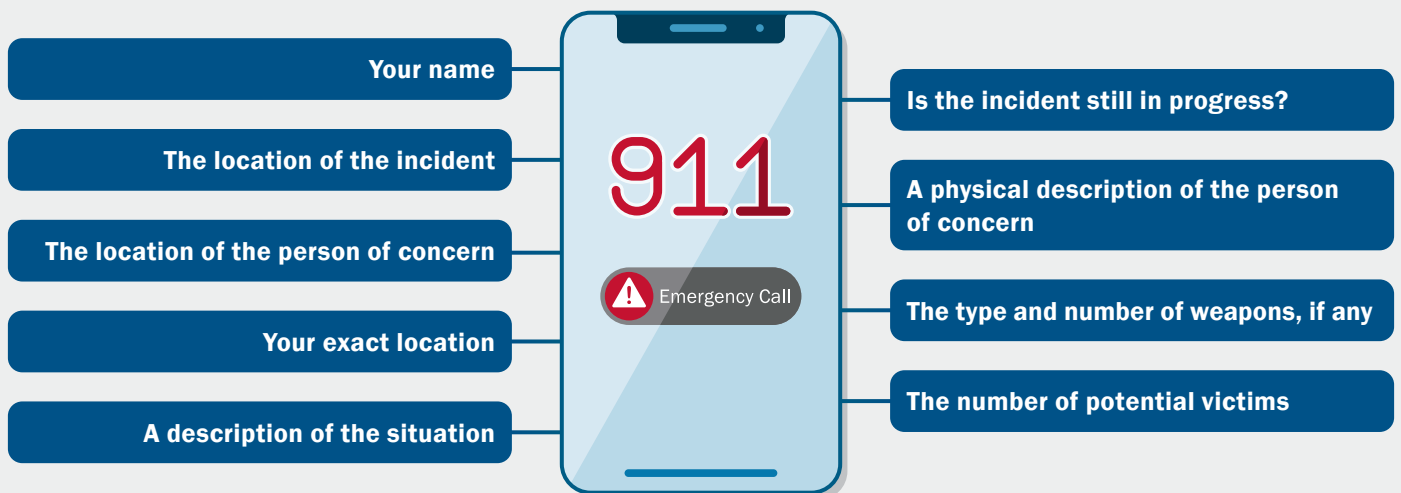 Your name
The location of the incident
The location of the person of concern
Your exact location
A description of the situation
911
Emergency Call
Is the incident still in progress?
A physical description of the person
of concern
The type and number of weapons, if any
The number of potential victims